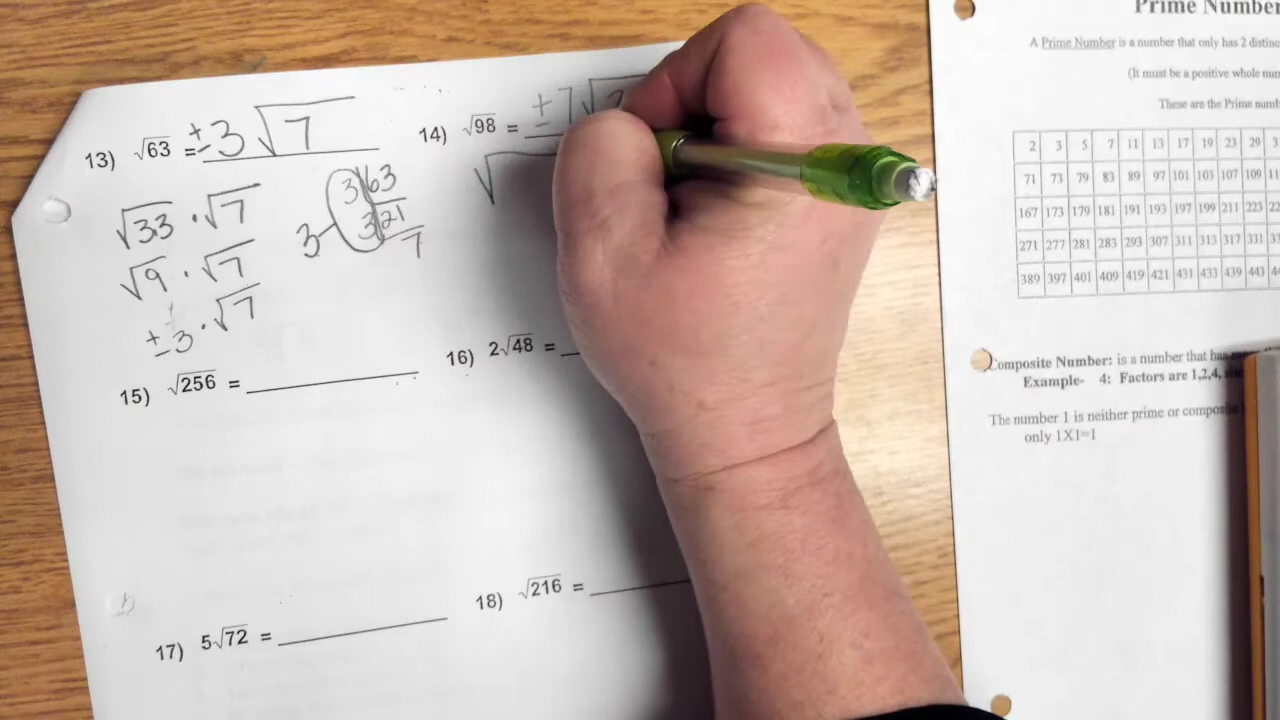 13) √63 = ±3√7
√33 · √7
√9 · √7
±3 · √7
3 63
3 21
7
3
14) √98 = ±7√
√
15) √256 =
16) 2√48 =
17) 5√72 =
18) √216 =
Prime Number
A Prime Number is a number that only has 2
(It must be a positive whole
These are the Prime
2 3 5 7 11 13 17 19 23 29
71 73 79 83 89 97 101 103 107 109
167 173 179 181 191 193 197 199 211 223
271 277 281 283 293 307 311 313 317 331
389 397 401 409 419 421 431 433 439 443
Composite Number: is a number that has
Example- 4: Factors are 1,2,4,
The number 1 is neither prime or
only 1X1=1